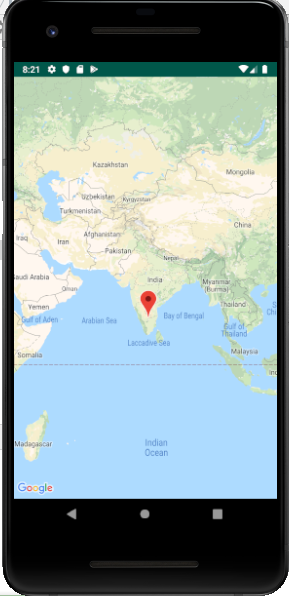 8:21
Kazakhstan
Mongolia
Uzbekistan
Kyrgyzstan
Turkmenistan
China
Afghanistan
Iraq
Iran
Pakistan
Nepal
Saudi Arabia
India
Oman
Myanmar
(Burma)
Yemen
Thailand
Gulf of Aden
Arabian Sea
Bay of Bengal
Gulf of
Thailand
Laccadive Sea
Somalia
Malaysia
Madagascar
Indian
Ocean
Google